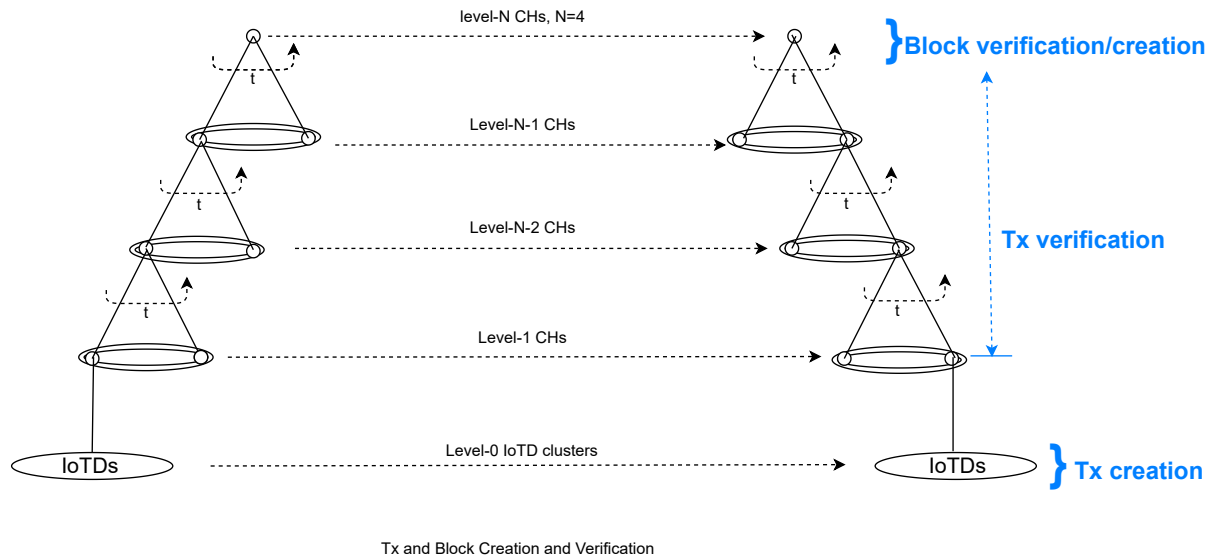 level-N CHs, N=4
} Block verification/creation
t
t
Level-N-1 CHs
t
t
Level-N-2 CHs
Tx verification
t
t
Level-1 CHs
Level-0 IoTD clusters
IoTDs
IoTDs
} Tx creation
Tx and Block Creation and Verification